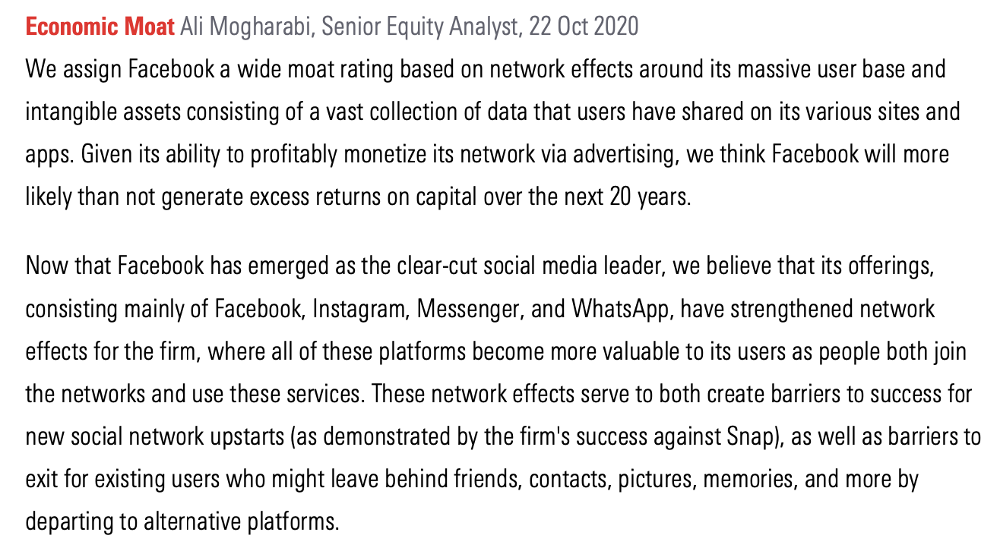 Economic Moat Ali Mogharabi, Senior Equity Analyst, 22 Oct 2020
We assign Facebook a wide moat rating based on network effects around its massive user base and
intangible assets consisting of a vast collection of data that users have shared on its various sites and
apps. Given its ability to profitably monetize its network via advertising, we think Facebook will more
likely than not generate excess returns on capital over the next 20 years.
Now that Facebook has emerged as the clear-cut social media leader, we believe that its offerings,
consisting mainly of Facebook, Instagram, Messenger, and WhatsApp, have strengthened network
effects for the firm, where all of these platforms become more valuable to its users as people both join
the networks and use these services. These network effects serve to both create barriers to success for
new social network upstarts (as demonstrated by the firm's success against Snap), as well as barriers to
exit for existing users who might leave behind friends, contacts, pictures, memories, and more by
departing to alternative platforms.